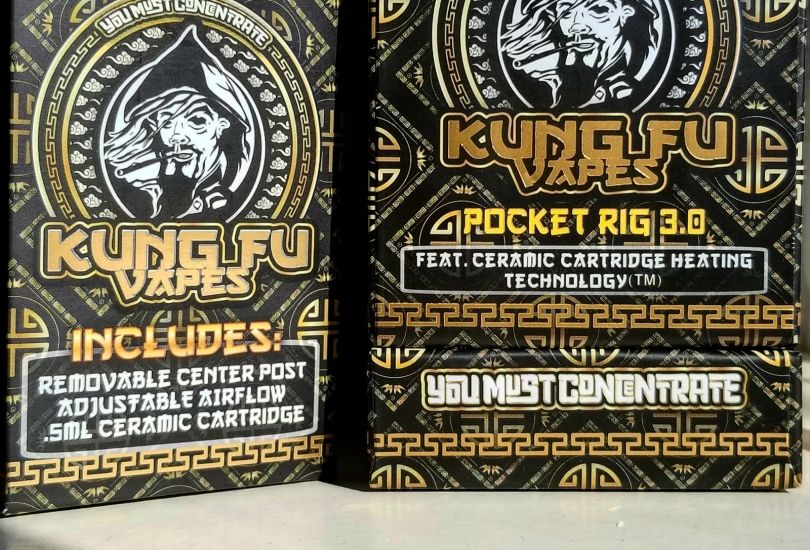 YOU MUST CONCENTRATE
KUNG FU
VAPES
INCLUDES:
REMOVABLE CENTER POST
ADJUSTABLE AIRFLOW
.5ML CERAMIC CARTRIDGE
KUNG FU
VAPES
POCKET RIG 3.0
FEAT. CERAMIC CARTRIDGE HEATING
TECHNOLOGY(TM)
YOU MUST CONCENTRATE